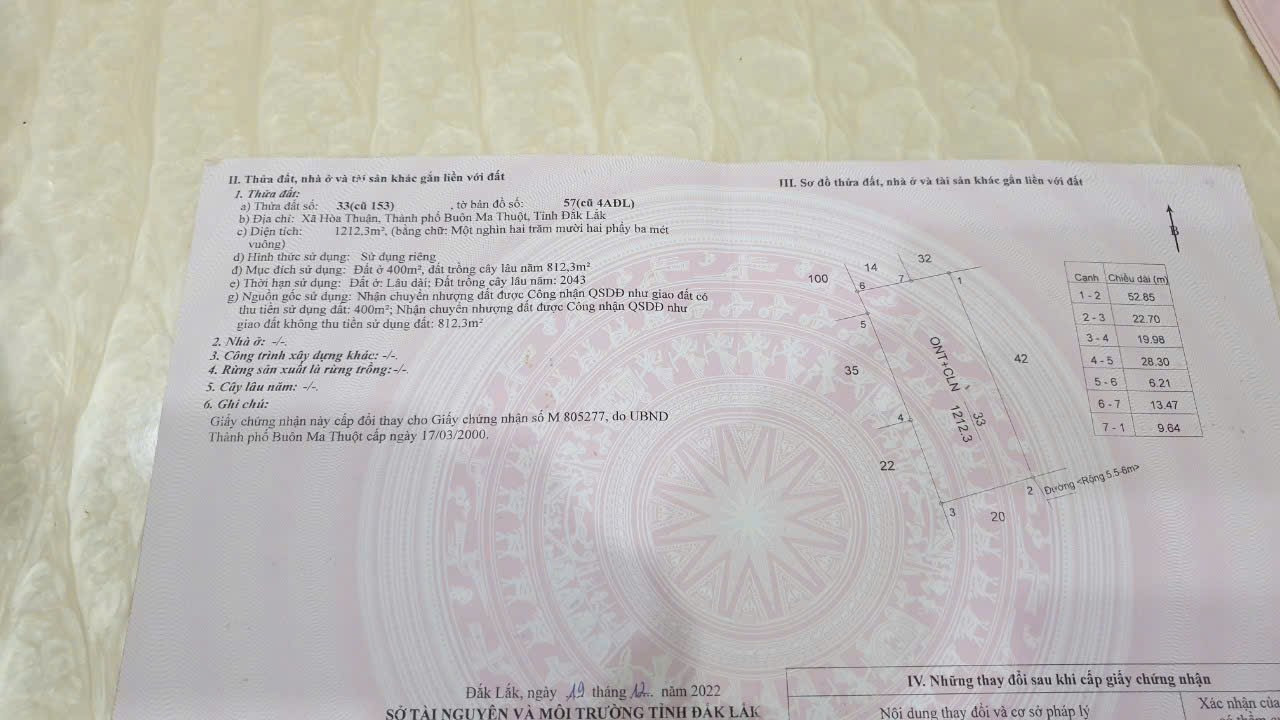 II. Thửa đất, nhà ở và tài sản khác gắn liền với đất
1. Thửa đất:
a) Thửa đất số: 33(cũ 153) , tờ bản đồ số: 57(cũ 4AĐL)
b) Địa chỉ: Xã Hòa Thuận, Thành phố Buôn Ma Thuột, Tỉnh Đắk Lắk
c) Diện tích: 1212,3m², (bằng chữ: Một nghìn hai trăm mười hai phẩy ba mét
vuông)
d) Hình thức sử dụng: Sử dụng riêng
đ) Mục đích sử dụng: Đất ở 400m², đất trồng cây lâu năm 812,3m²
e) Thời hạn sử dụng: Đất ở: Lâu dài; Đất trồng cây lâu năm: 2043
g) Nguồn gốc sử dụng: Nhận chuyển nhượng đất được Công nhận QSDĐ như giao đất có
thu tiền sử dụng đất: 400m²; Nhận chuyển nhượng đất được Công nhận QSDĐ như
giao đất không thu tiền sử dụng đất: 812,3m²
2. Nhà ở: -/-.
3. Công trình xây dựng khác: -/-.
4. Rừng sản xuất là rừng trồng: -/-.
5. Cây lâu năm: -/-.
6. Ghi chú:
Giấy chứng nhận này cấp đổi thay cho Giấy chứng nhận số M 805277, do UBND
Thành phố Buôn Ma Thuột cấp ngày 17/03/2000.
Đắk Lắk, ngày 19 tháng 12 năm 2022
SỞ TÀI NGUYÊN VÀ MÔI TRƯỜNG TỈNH ĐẮK LẮK
III. Sơ đồ thửa đất, nhà ở và tài sản khác gắn liền với đất
B
100
14
32
6
7
1
5
35
42
ONT+CLN
33
1212.3
4
22
3
2
20
Đường <Rộng 5.5-6m>
Cạnh Chiều dài (m)
1 - 2 52.85
2 - 3 22.70
3 - 4 19.98
4 - 5 28.30
5 - 6 6.21
6 - 7 13.47
7 - 1 9.64
IV. Những thay đổi sau khi cấp giấy chứng nhận
Nội dung thay đổi và cơ sở pháp lý
Xác nhận của